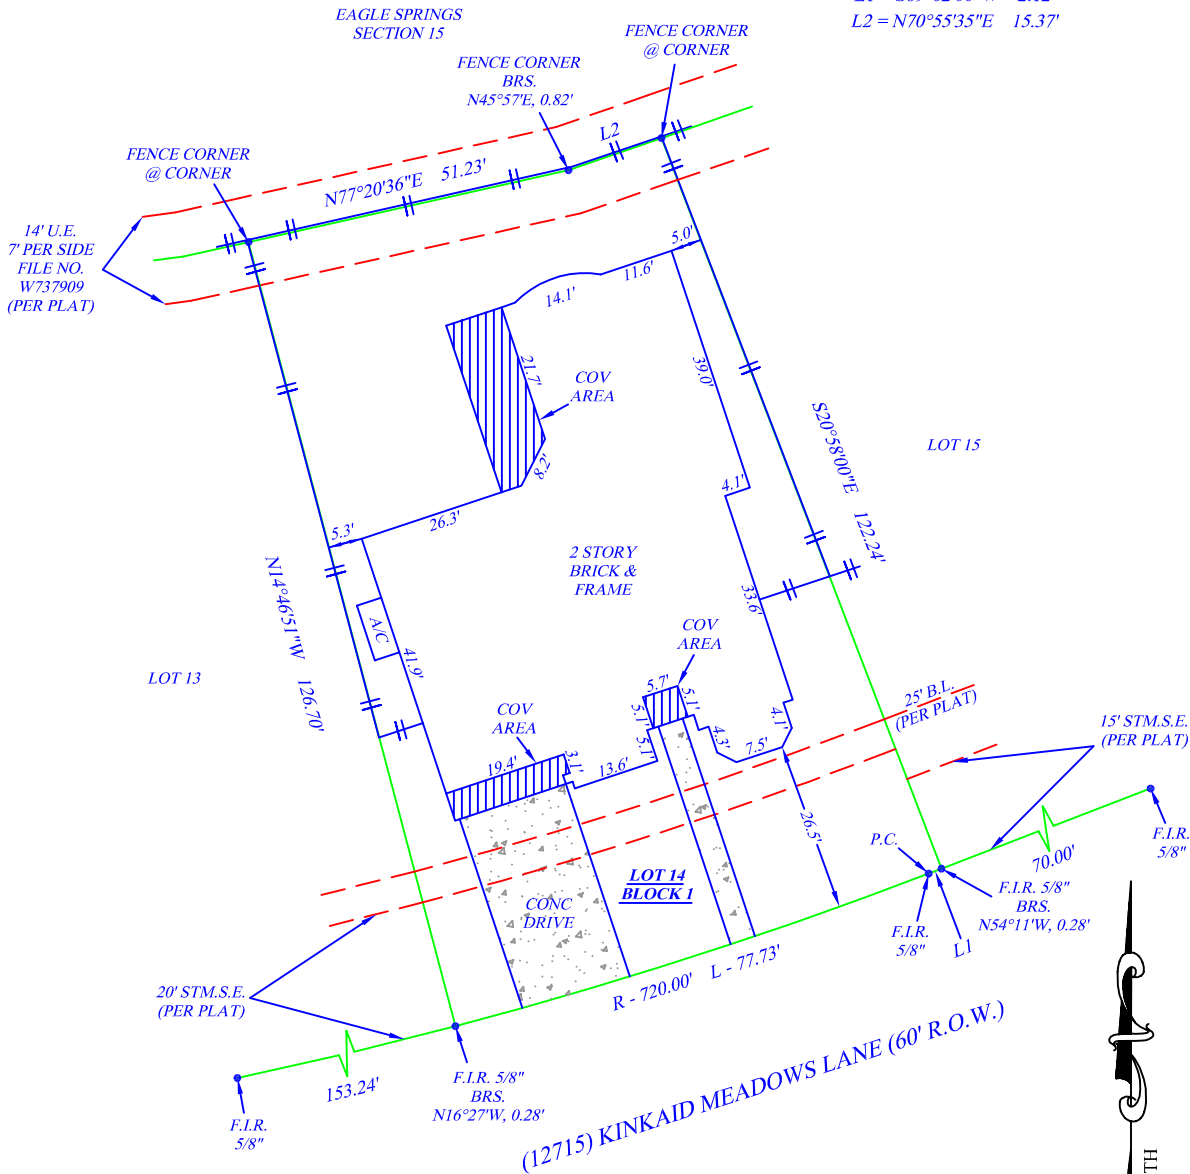 EAGLE SPRINGS
SECTION 15
L2 = N70°55'35"E 15.37'
FENCE CORNER
@ CORNER
FENCE CORNER
BRS.
N45°57'E, 0.82'
L2
FENCE CORNER
@ CORNER
N77°20'36"E 51.23'
14' U.E.
7' PER SIDE
FILE NO.
W737909
(PER PLAT)
5.0'
11.6'
14.1'
21.7'
COV
AREA
39.0'
8.2'
S20°58'00"E 122.24'
LOT 15
4.1'
26.3'
5.3'
2 STORY
BRICK &
FRAME
N14°46'51"W 126.70'
A/C
33.6'
COV
AREA
41.9'
LOT 13
5.7'
5.1'
5.1'
5.1'
4.3'
7.5'
4.1'
25' B.L.
(PER PLAT)
15' STM.S.E.
(PER PLAT)
COV
AREA
19.4'
3.1'
13.6'
26.5'
P.C.
70.00'
F.I.R.
5/8"
LOT 14
BLOCK 1
CONC
DRIVE
F.I.R. 5/8"
BRS.
N54°11'W, 0.28'
F.I.R.
5/8"
L1
20' STM.S.E.
(PER PLAT)
R - 720.00' L - 77.73'
153.24'
F.I.R. 5/8"
BRS.
N16°27'W, 0.28'
F.I.R.
5/8"
(12715) KINKAID MEADOWS LANE (60' R.O.W.)
TH